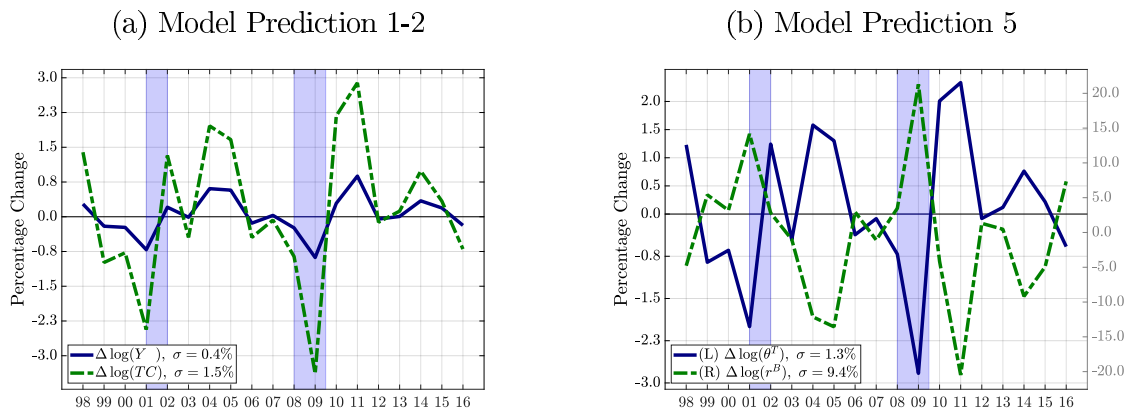 (a) Model Prediction 1-2
Percentage Change
3.0
2.3
1.5
0.8
0.0
-0.8
-1.5
-2.3
-3.0
Δ log(Y ), σ = 0.4%
Δ log(TC), σ = 1.5%
98 99 00 01 02 03 04 05 06 07 08 09 10 11 12 13 14 15 16
(b) Model Prediction 5
Percentage Change
2.0
1.5
0.8
0.5
0.0
-0.8
-1.5
-2.3
-3.0
20.0
15.0
10.0
5.0
0.0
-5.0
-10.0
-15.0
-20.0
(L) Δ log(θ^T), σ = 1.3%
(R) Δ log(r^B), σ = 9.4%
98 99 00 01 02 03 04 05 06 07 08 09 10 11 12 13 14 15 16